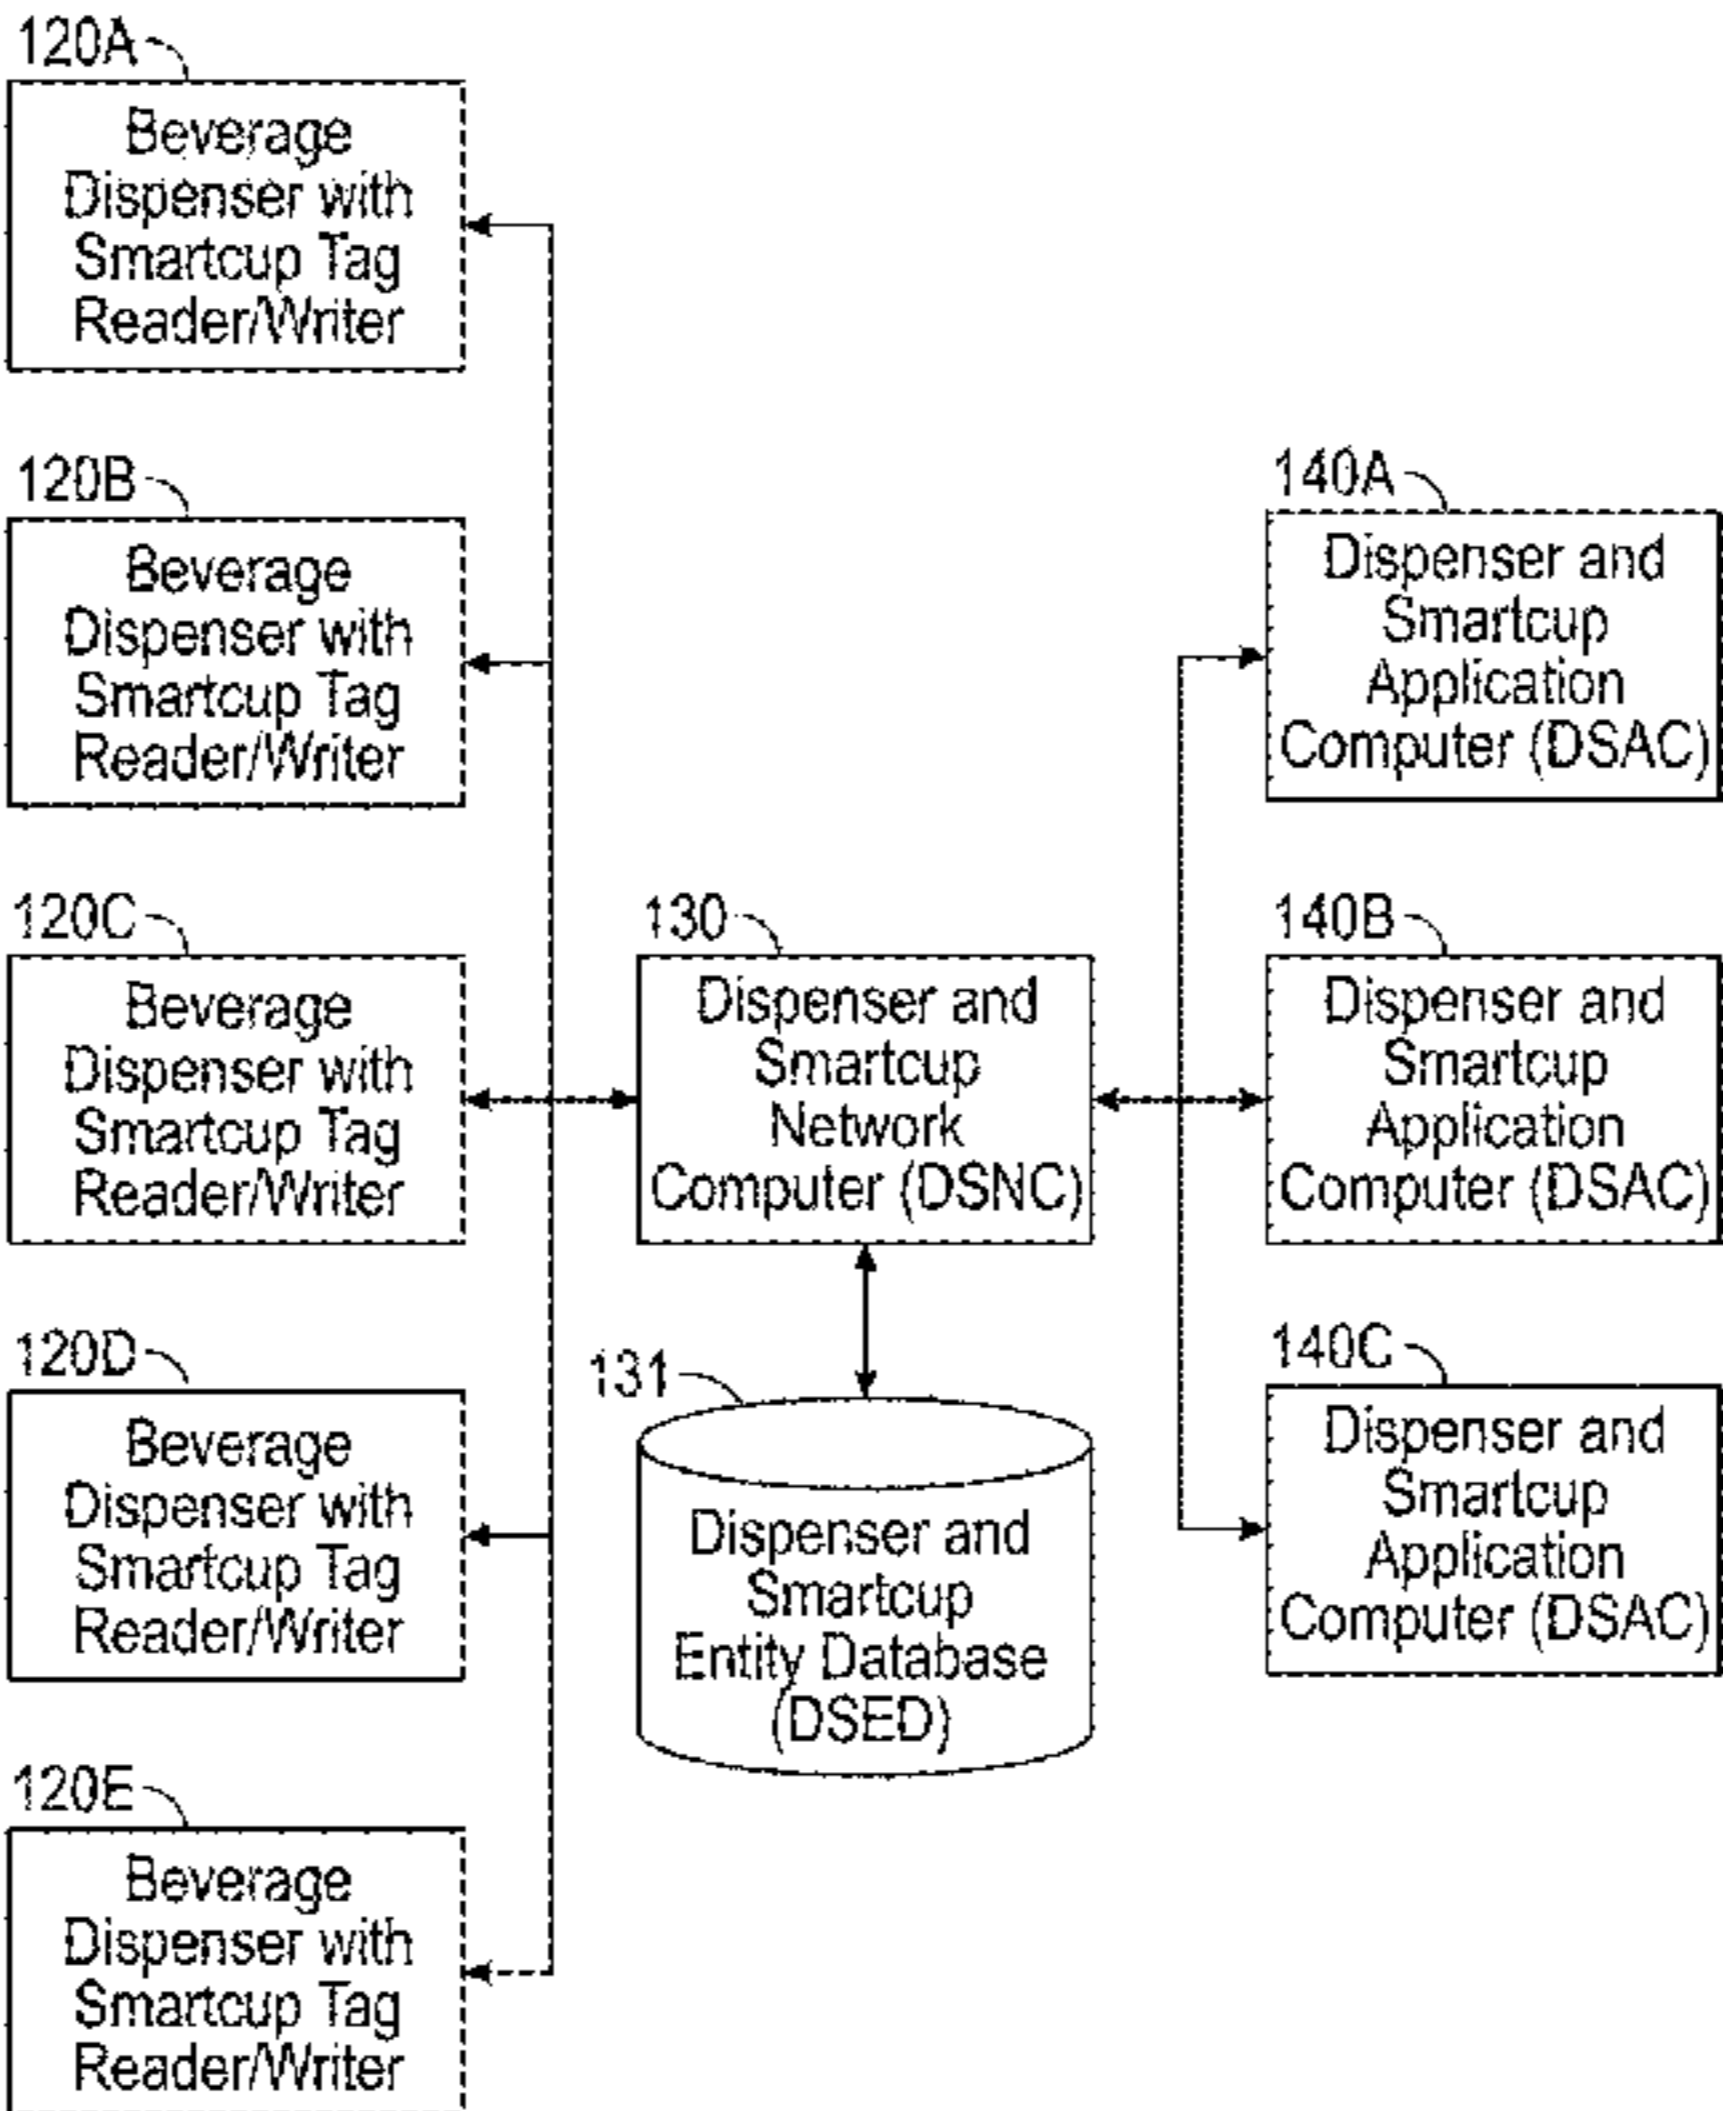 120A
Beverage
Dispenser with
Smartcup Tag
Reader/Writer
120B
Beverage
Dispenser with
Smartcup Tag
Reader/Writer
120C
Beverage
Dispenser with
Smartcup Tag
Reader/Writer
120D
Beverage
Dispenser with
Smartcup Tag
Reader/Writer
120E
Beverage
Dispenser with
Smartcup Tag
Reader/Writer
130
Dispenser and
Smartcup
Network
Computer (DSNC)
131
Dispenser and
Smartcup
Entity Database
(DSED)
140A
Dispenser and
Smartcup
Application
Computer (DSAC)
140B
Dispenser and
Smartcup
Application
Computer (DSAC)
140C
Dispenser and
Smartcup
Application
Computer (DSAC)